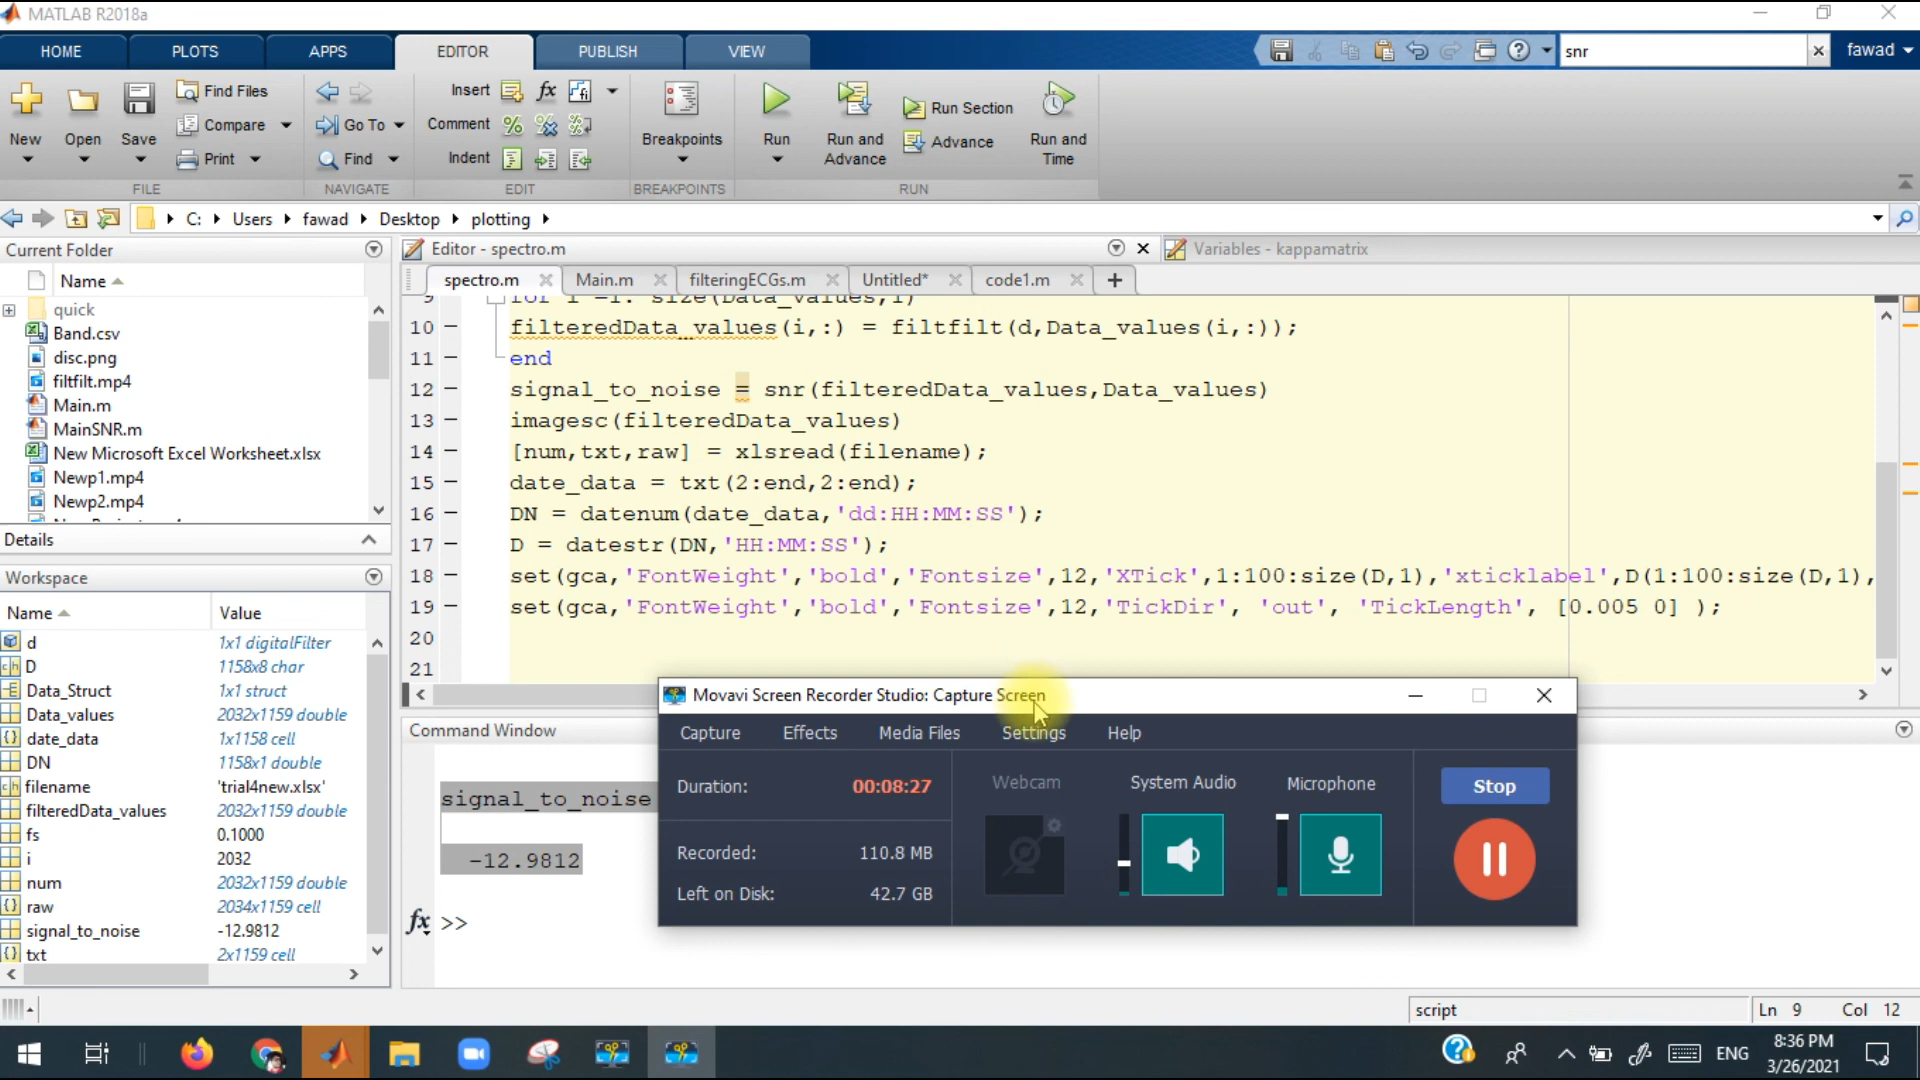 MATLAB R2018a
HOME PLOTS APPS EDITOR PUBLISH VIEW snr fawad
New Open Save Find Files Compare Print Go To Find Insert fx Comment Indent Breakpoints Run Run and Advance Run Section Advance Run and Time
FILE NAVIGATE EDIT BREAKPOINTS RUN
C: Users fawad Desktop plotting
Current Folder
Name
quick
Band.csv
disc.png
filtfilt.mp4
Main.m
MainSNR.m
New Microsoft Excel Worksheet.xlsx
Newp1.mp4
Newp2.mp4
Details
Workspace
Name Value
d 1x1 digitalFilter
D 1158x8 char
Data_Struct 1x1 struct
Data_values 2032x1159 double
date_data 1x1158 cell
DN 1158x1 double
filename 'trial4new.xlsx'
filteredData_values 2032x1159 double
fs 0.1000
i 2032
num 2032x1159 double
raw 2034x1159 cell
signal_to_noise -12.9812
txt 2x1159 cell
Editor - spectro.m Variables - kappamatrix
spectro.m Main.m filteringECGs.m Untitled* code1.m +
9 for i =1: size(Data_values,1)
10 – filteredData_values(i,:) = filtfilt(d,Data_values(i,:));
11 – end
12 – signal_to_noise = snr(filteredData_values,Data_values)
13 – imagesc(filteredData_values)
14 – [num,txt,raw] = xlsread(filename);
15 – date_data = txt(2:end,2:end);
16 – DN = datenum(date_data,'dd:HH:MM:SS');
17 – D = datestr(DN,'HH:MM:SS');
18 – set(gca,'FontWeight','bold','Fontsize',12,'XTick',1:100:size(D,1),'xticklabel',D(1:100:size(D,1),
19 – set(gca,'FontWeight','bold','Fontsize',12,'TickDir', 'out', 'TickLength', [0.005 0] );
20
21
Command Window
signal_to_noise
-12.9812
fx >>
Movavi Screen Recorder Studio: Capture Screen
Capture Effects Media Files Settings Help
Duration: 00:08:27
Recorded: 110.8 MB
Left on Disk: 42.7 GB
Webcam System Audio Microphone
Stop
script Ln 9 Col 12
ENG 8:36 PM
3/26/2021